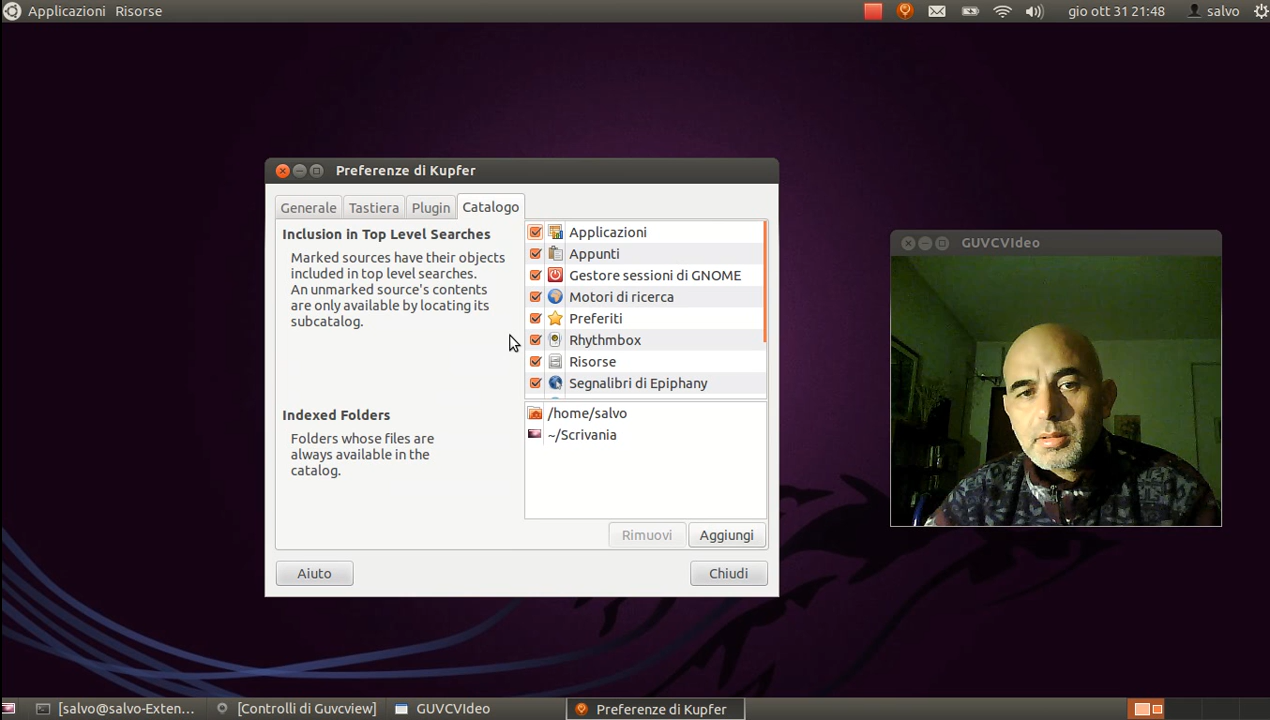 Applicazioni Risorse
gio ott 31 21:48 salvo
Preferenze di Kupfer
Generale Tastiera Plugin Catalogo
Inclusion in Top Level Searches
Marked sources have their objects
included in top level searches.
An unmarked source's contents
are only available by locating its
subcatalog.
Applicazioni
Appunti
Gestore sessioni di GNOME
Motori di ricerca
Preferiti
Rhythmbox
Risorse
Segnalibri di Epiphany
Indexed Folders
Folders whose files are
always available in the
catalog.
/home/salvo
~/Scrivania
Rimuovi Aggiungi
Aiuto Chiudi
GUVCVIdeo
[salvo@salvo-Exten... [Controlli di Guvcview] GUVCVIdeo Preferenze di Kupfer